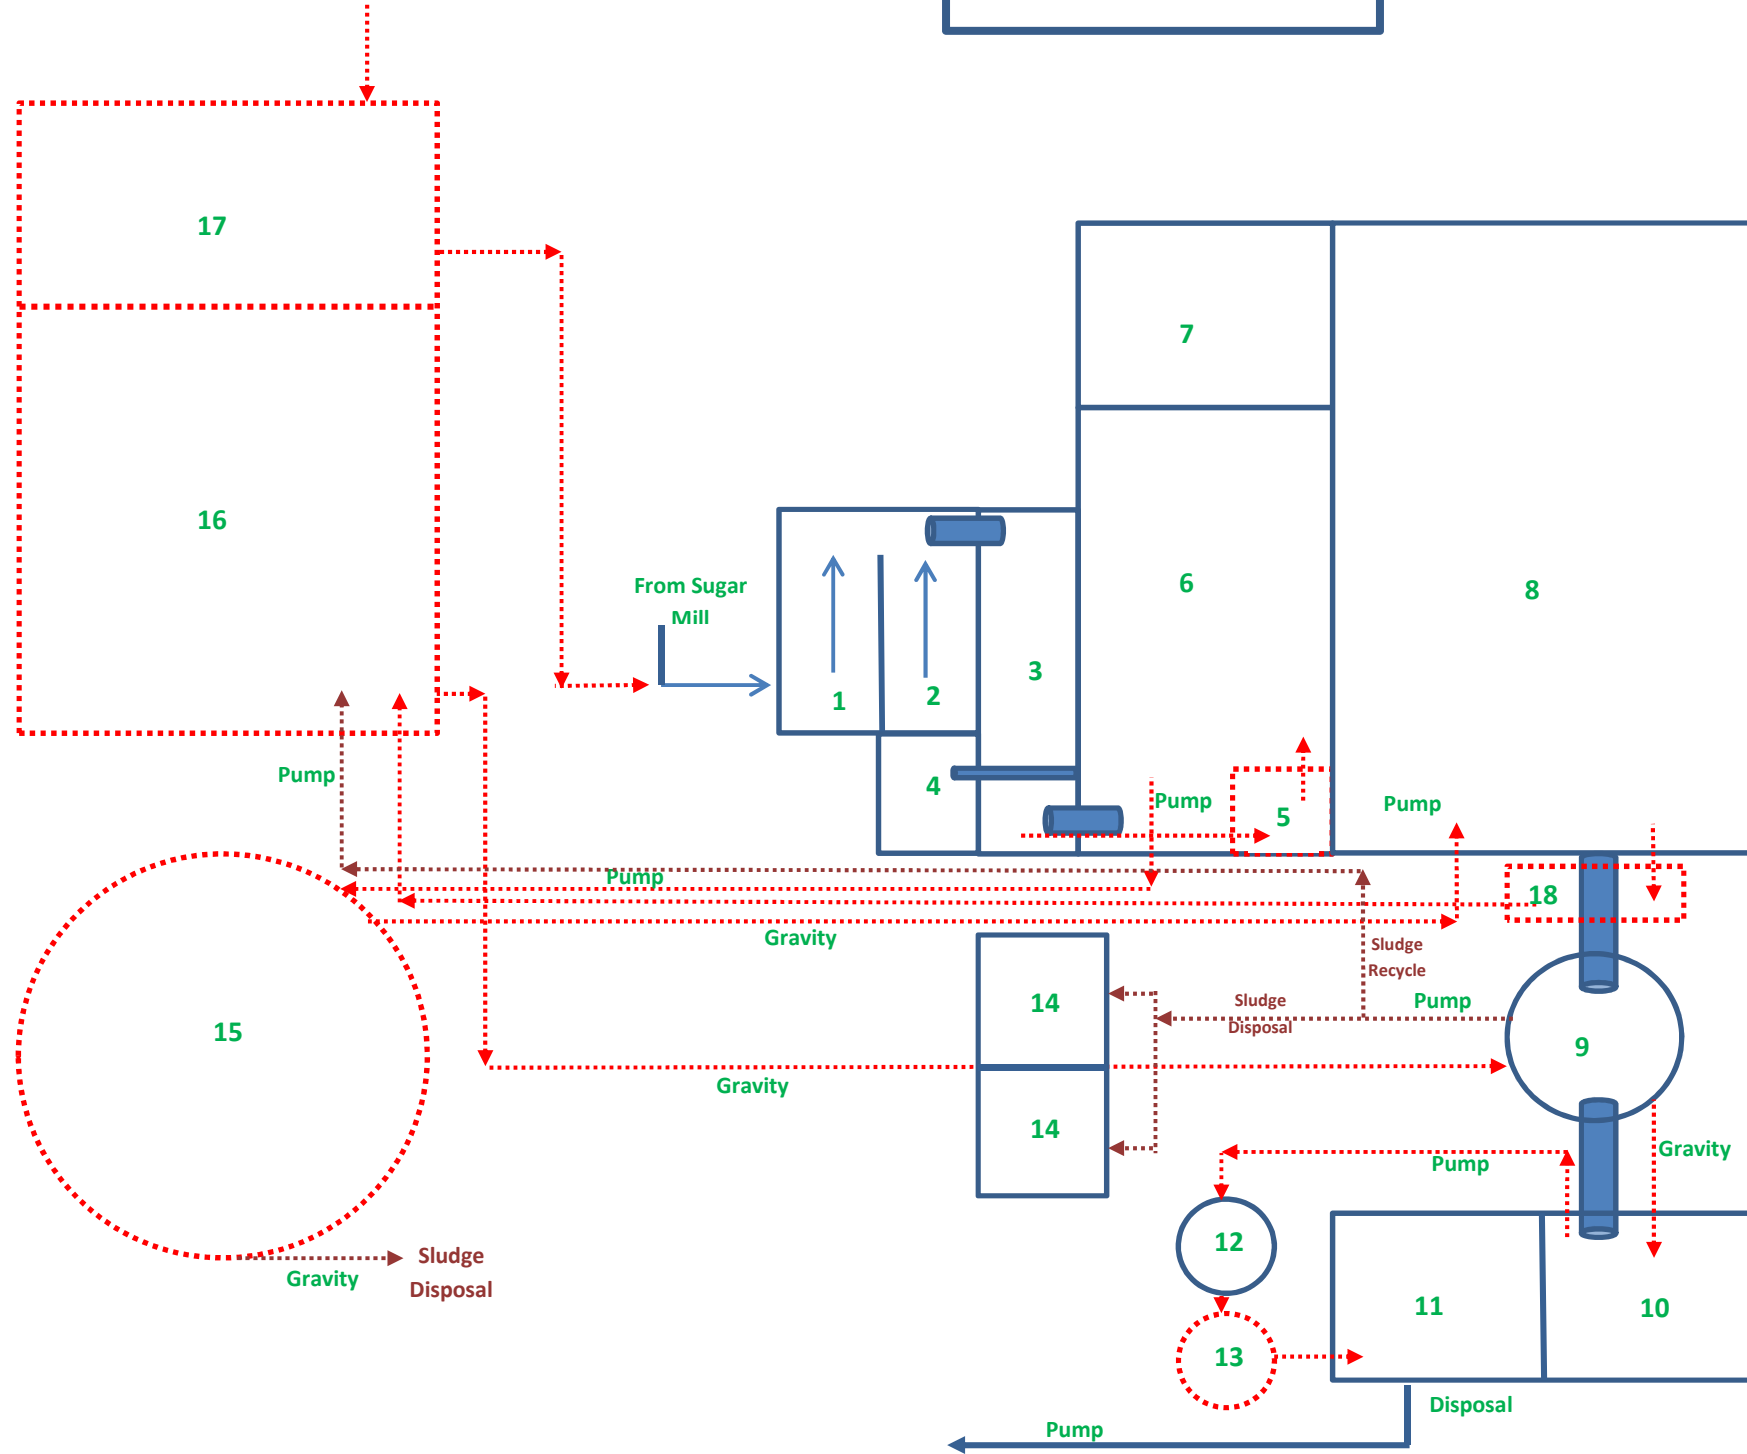 17
7
16
From Sugar
Mill
6
8
3
1
2
Pump
4
Pump
5
Pump
Pump
18
Gravity
Sludge
Recycle
14
Sludge
Disposal
Pump
15
9
Gravity
14
Pump
Gravity
12
Sludge
Disposal
Gravity
11
10
13
Disposal
Pump